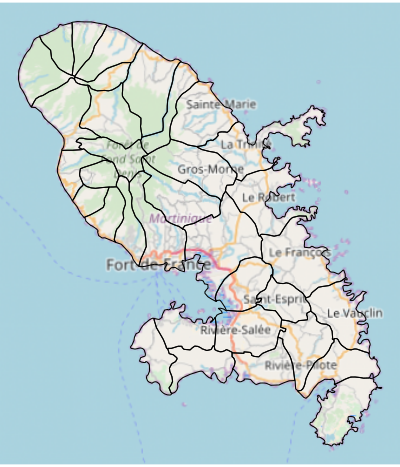 Sainte-Marie
La Trinité
Forêt de
Fond Saint
Denis
Gros-Morne
Le Robert
Martinique
Le François
Fort-de-France
Saint-Esprit
Le Vauclin
Rivière-Salée
Rivière-Pilote